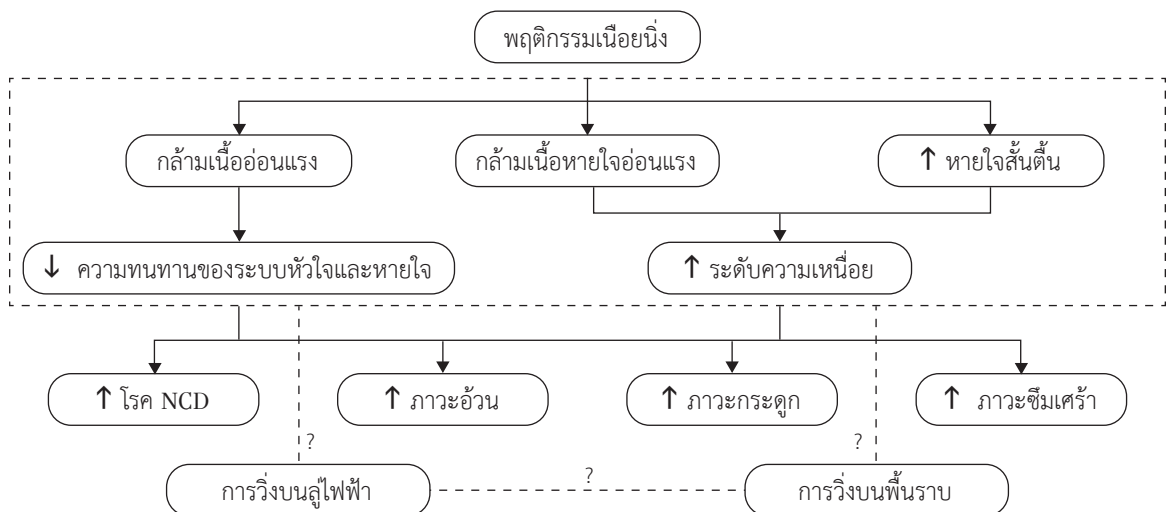 พฤติกรรมเนือยนิ่ง
กล้ามเนื้ออ่อนแรง
กล้ามเนื้อหายใจอ่อนแรง
↑ หายใจสั้นตื้น
↓ ความทนทานของระบบหัวใจและหายใจ
↑ ระดับความเหนื่อย
↑ โรค NCD
↑ ภาวะอ้วน
↑ ภาวะกระดูก
↑ ภาวะซึมเศร้า
?
?
?
การวิ่งบนลู่ไฟฟ้า
การวิ่งบนพื้นราบ